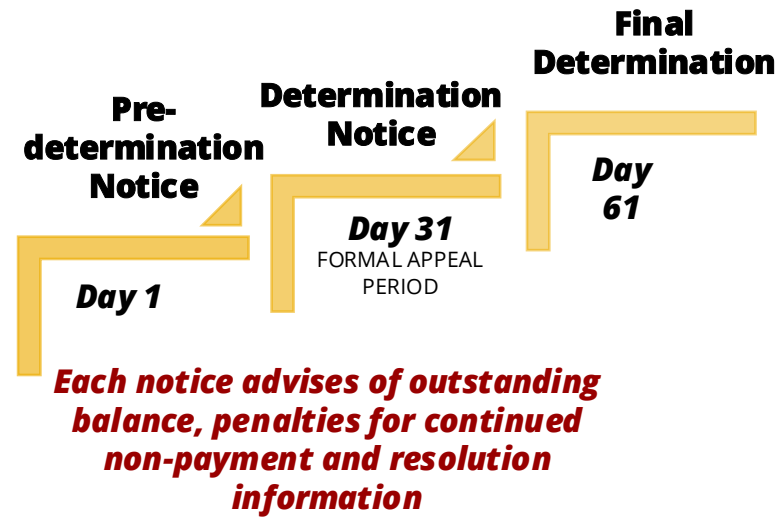 Pre-
determination
Notice
Day 1
Determination
Notice
Day 31
FORMAL APPEAL
PERIOD
Final
Determination
Day
61
Each notice advises of outstanding
balance, penalties for continued
non-payment and resolution
information